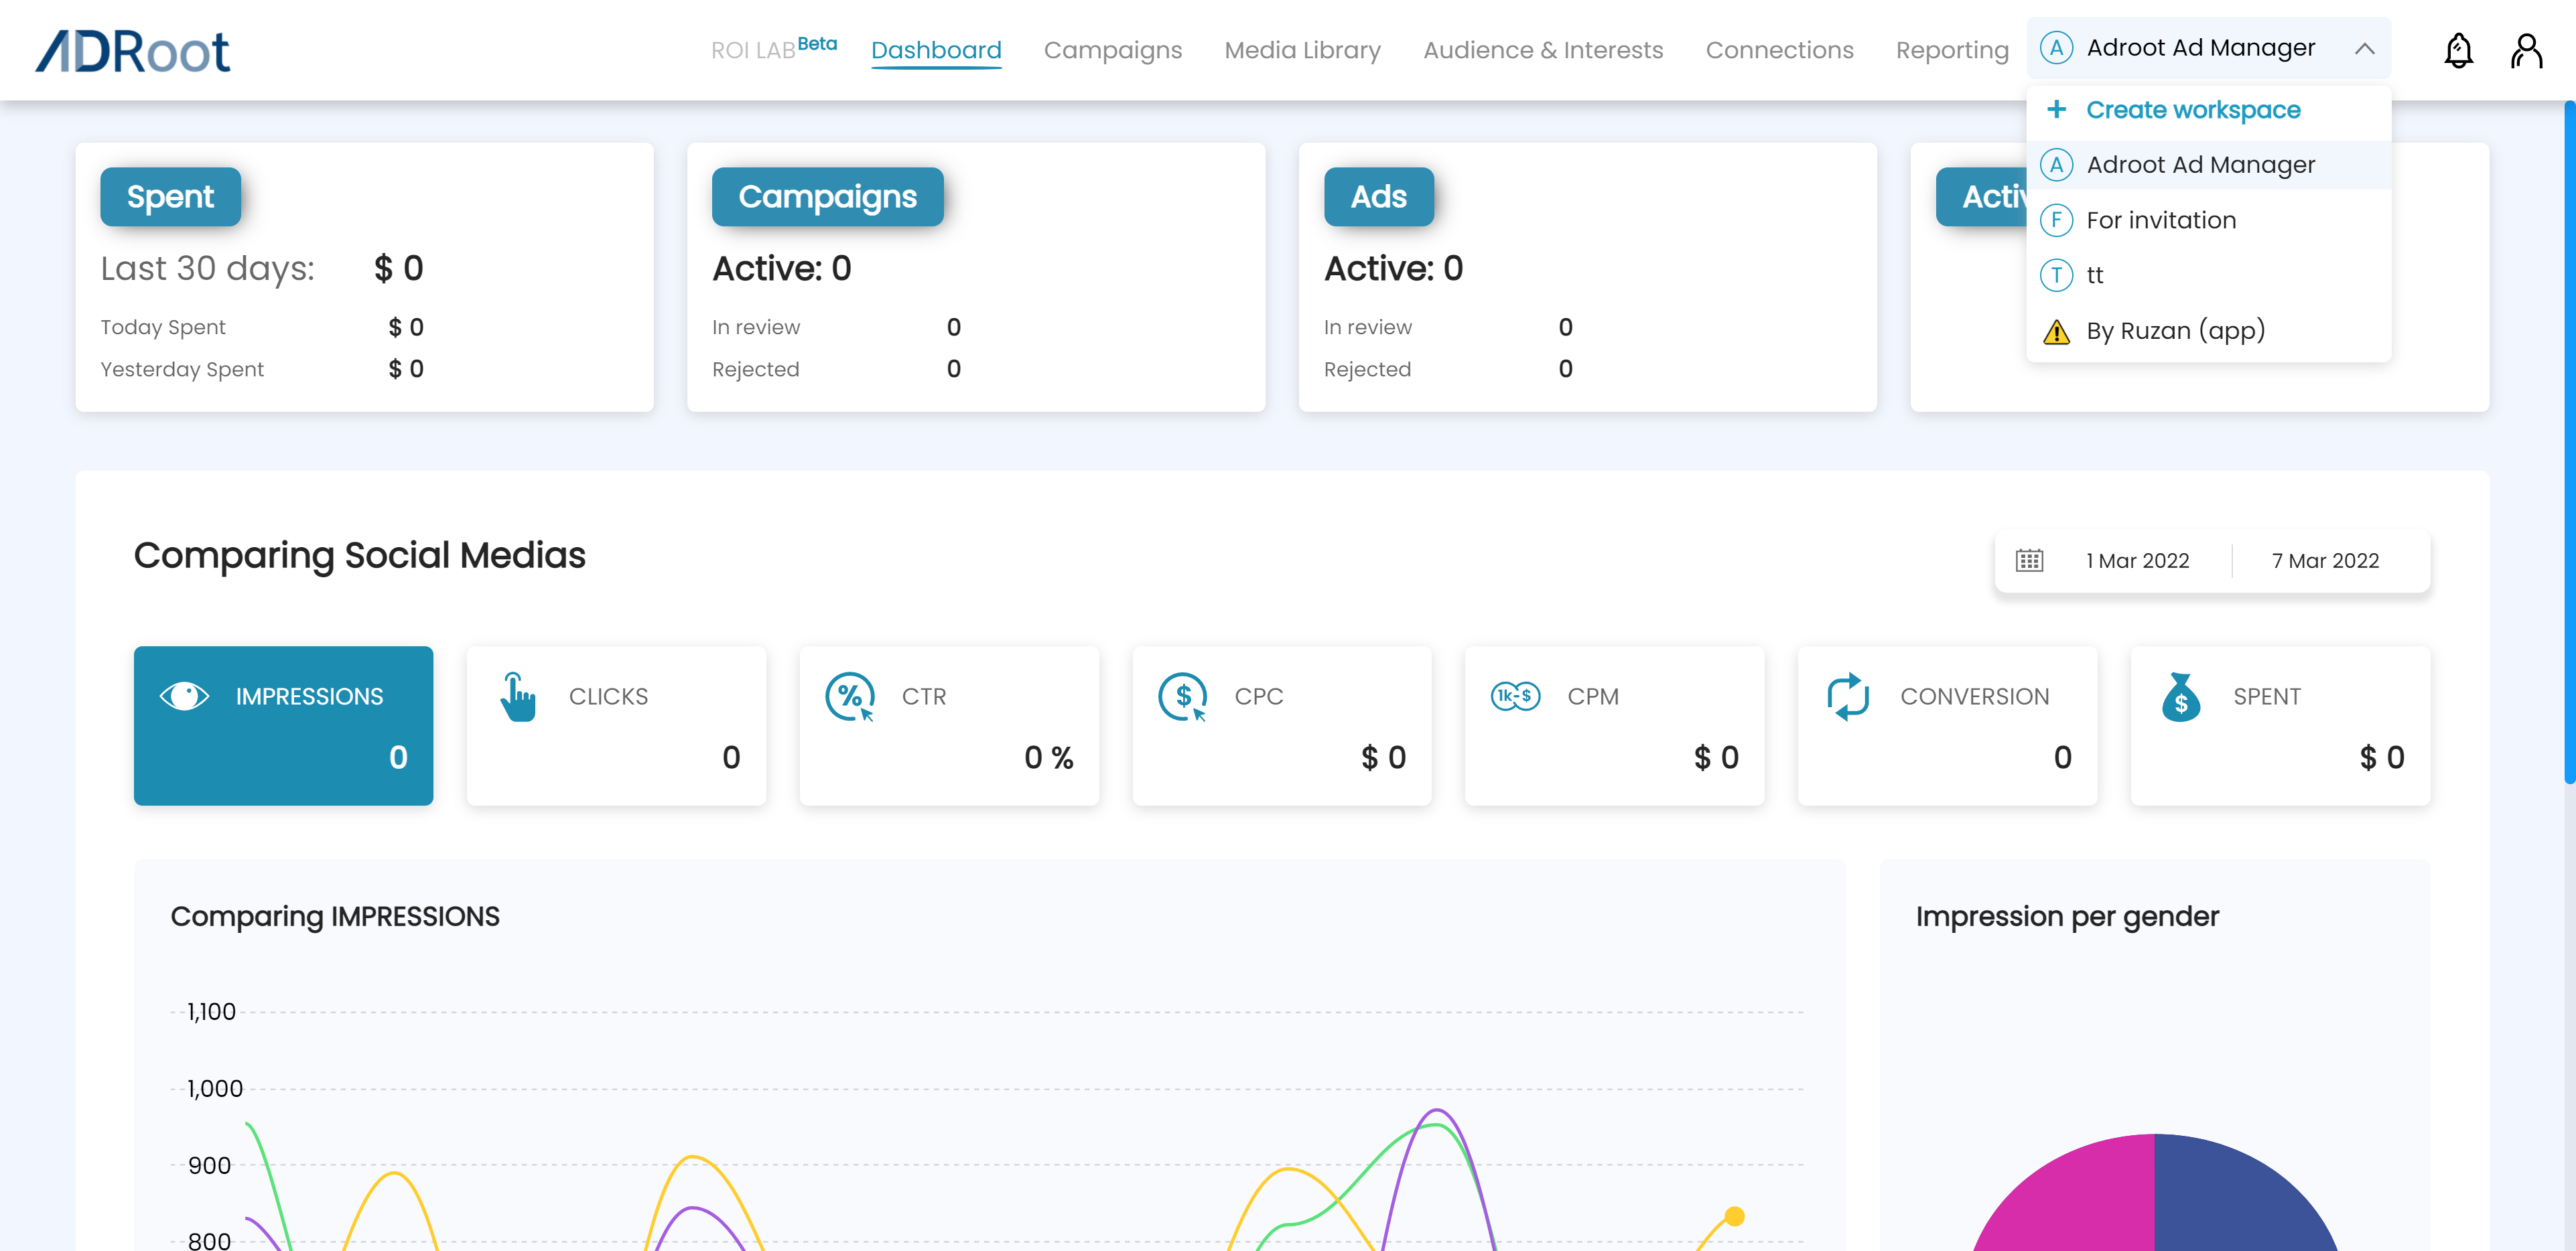 ADRoot
ROI LAB Beta
Dashboard
Campaigns
Media Library
Audience & Interests
Connections
Reporting
A Adroot Ad Manager
+ Create workspace
A Adroot Ad Manager
F For invitation
T tt
By Ruzan (app)
Spent
Last 30 days: $ 0
Today Spent $ 0
Yesterday Spent $ 0
Campaigns
Active: 0
In review 0
Rejected 0
Ads
Active: 0
In review 0
Rejected 0
Comparing Social Medias
1 Mar 2022
7 Mar 2022
IMPRESSIONS
0
CLICKS
0
% CTR
0 %
$ CPC
$ 0
1k-$ CPM
$ 0
CONVERSION
0
$ SPENT
$ 0
Comparing IMPRESSIONS
1,100
1,000
900
800
Impression per gender